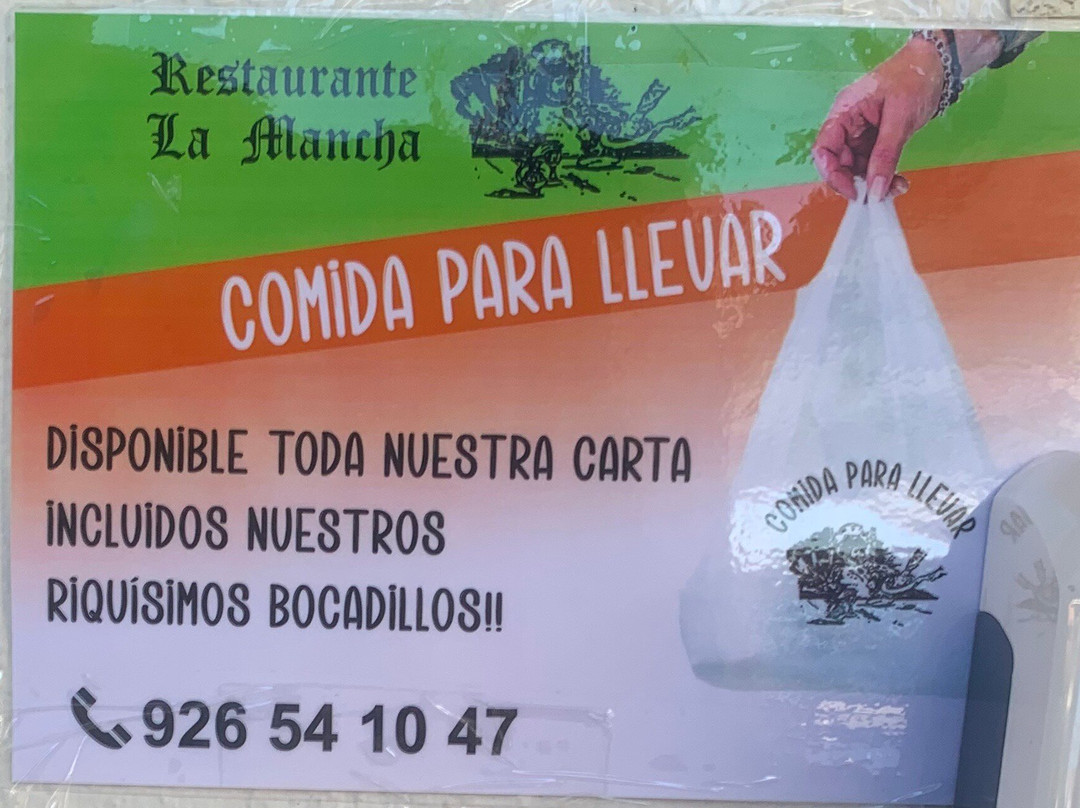 Restaurante
La Mancha
COMIDA PARA LLEVAR
DISPONIBLE TODA NUESTRA CARTA
INCLUIDOS NUESTROS
RIQUÍSIMOS BOCADILLOS!!
926 54 10 47
COMIDA PARA LLEVAR